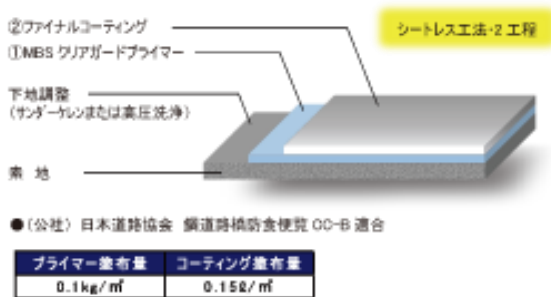 ②ファイナルコーティング
シートレス工法・2工程
①MBSクリアガードプライマー
下地調整
(サンダーケレンまたは高圧洗浄)
素 地
●(公社) 日本道路協会 鋼道路橋防食便覧 CC-B 適合
プライマー塗布量 コーティング塗布量
0.1kg/㎡ 0.15ℓ/㎡